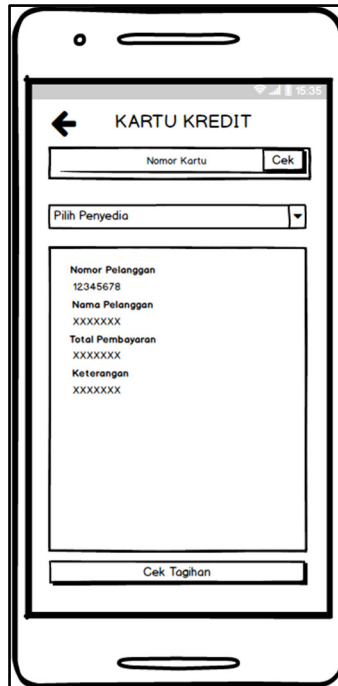 15:35
KARTU KREDIT
Nomor Kartu
Cek
Pilih Penyedia
Nomor Pelanggan
12345678
Nama Pelanggan
XXXXXXX
Total Pembayaran
XXXXXXX
Keterangan
XXXXXXX
Cek Tagihan